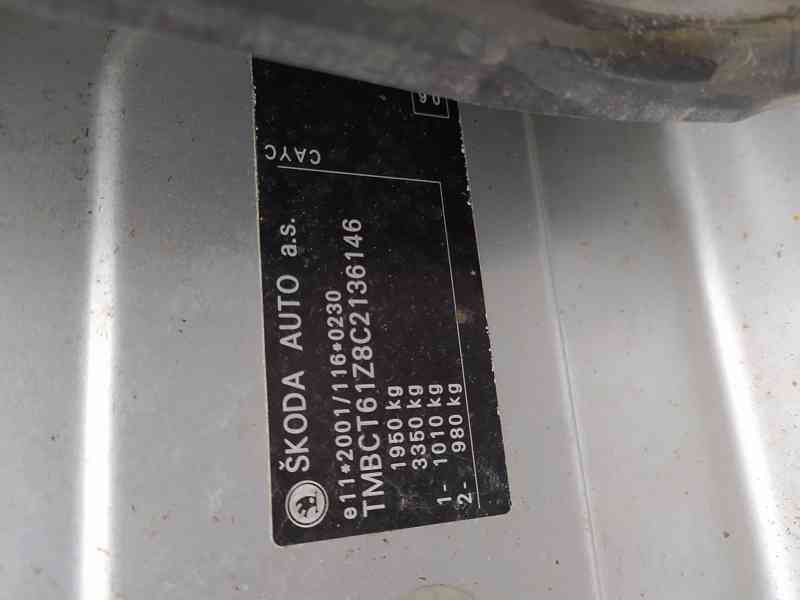 ŠKODA AUTO a.s.
e11*2001/116*0230
TMBCT61Z8C2136146
1950 kg
3350 kg
1- 1010 kg
2- 980 kg
CAYC